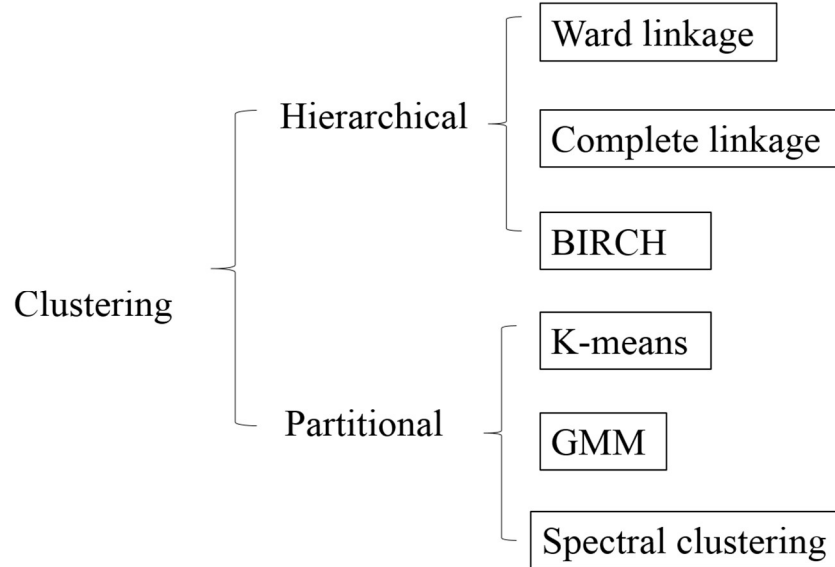 Ward linkage
Hierarchical
Complete linkage
BIRCH
Clustering
K-means
Partitional
GMM
Spectral clustering